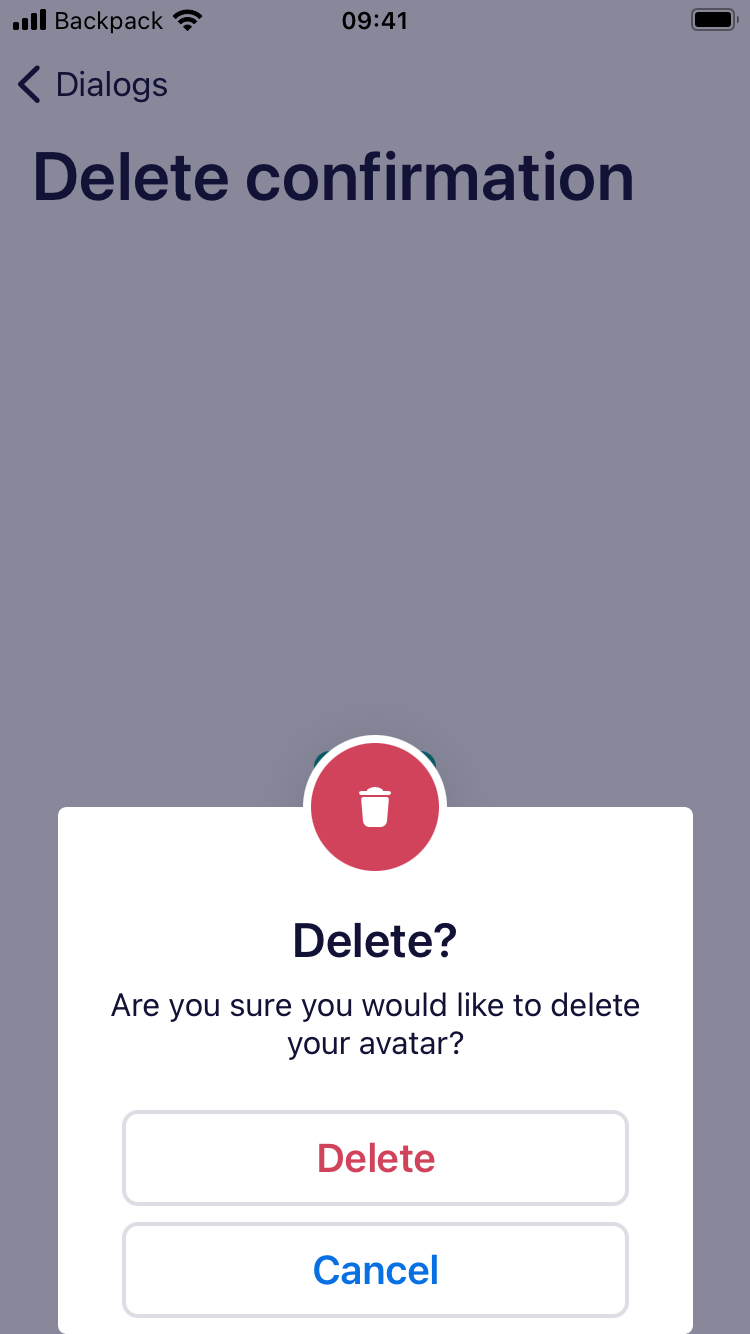 Backpack 09:41
Dialogs
Delete confirmation
Delete?
Are you sure you would like to delete
your avatar?
Delete
Cancel